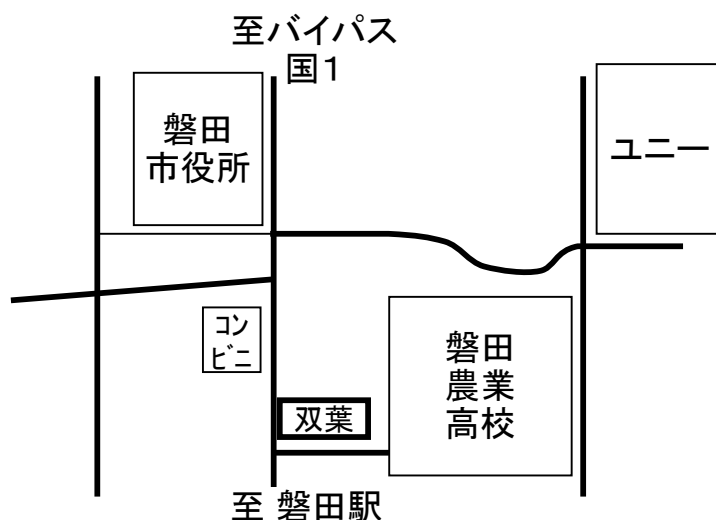 至バイパス
国1
磐田
市役所
ユニー
コン
ビニ
磐田
農業
高校
双葉
至 磐田駅